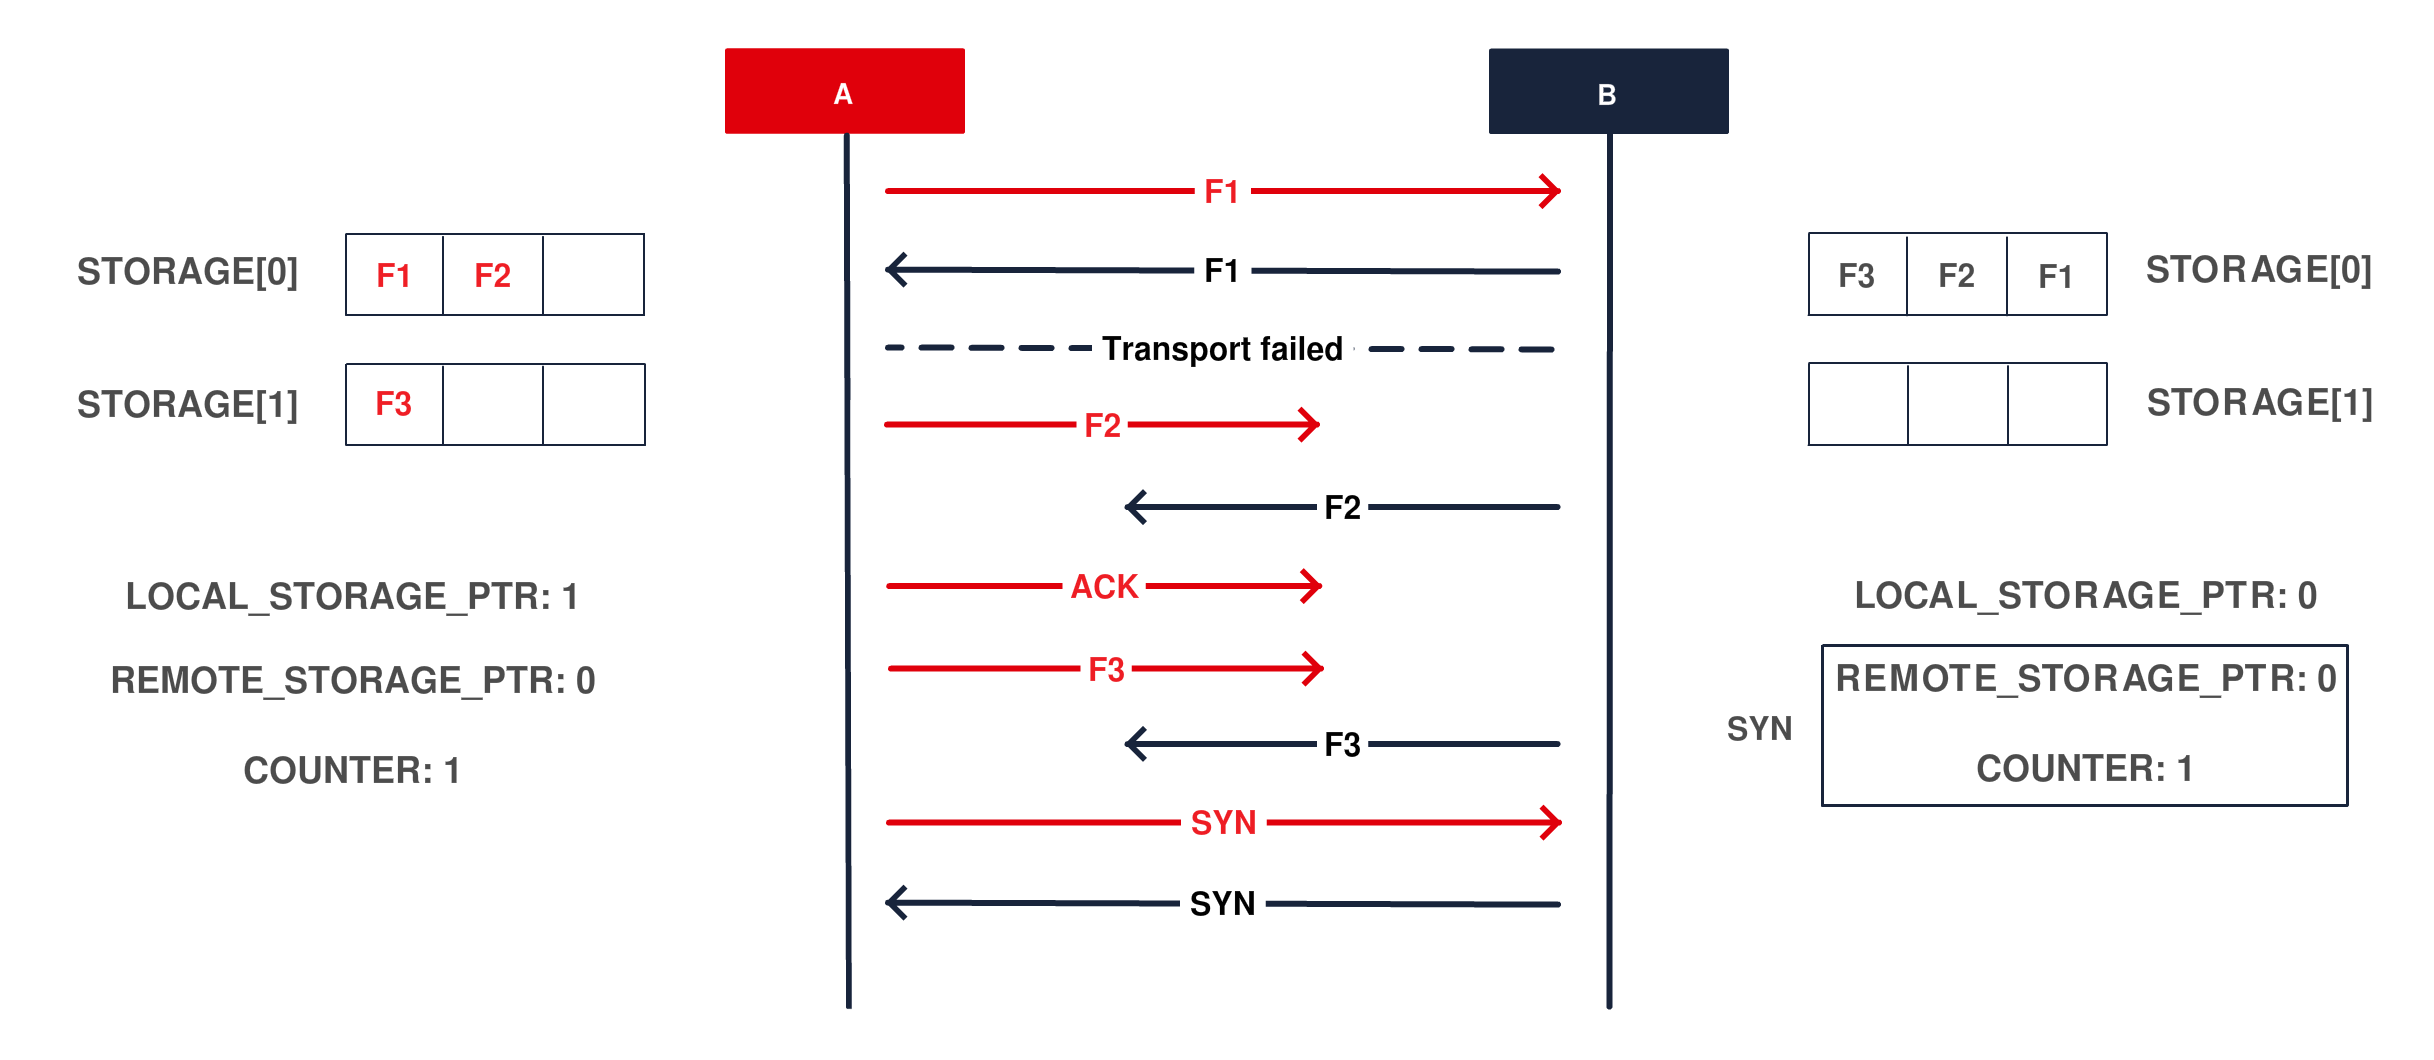 A
B
F1
F1
Transport failed
F2
F2
ACK
F3
F3
SYN
SYN
STORAGE[0]
F1 F2
STORAGE[1]
F3
LOCAL_STORAGE_PTR: 1
REMOTE_STORAGE_PTR: 0
COUNTER: 1
F3 F2 F1
STORAGE[0]
STORAGE[1]
LOCAL_STORAGE_PTR: 0
SYN
REMOTE_STORAGE_PTR: 0
COUNTER: 1